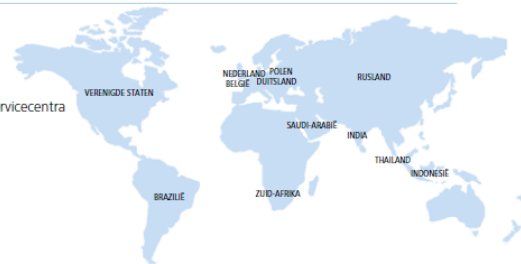 NEDERLAND POLEN
BELGIË DUITSLAND
RUSLAND
VERENIGDE STATEN
rvicecentra
SAUDI-ARABIË
INDIA
THAILAND
INDONESIË
BRAZILIË
ZUID-AFRIKA